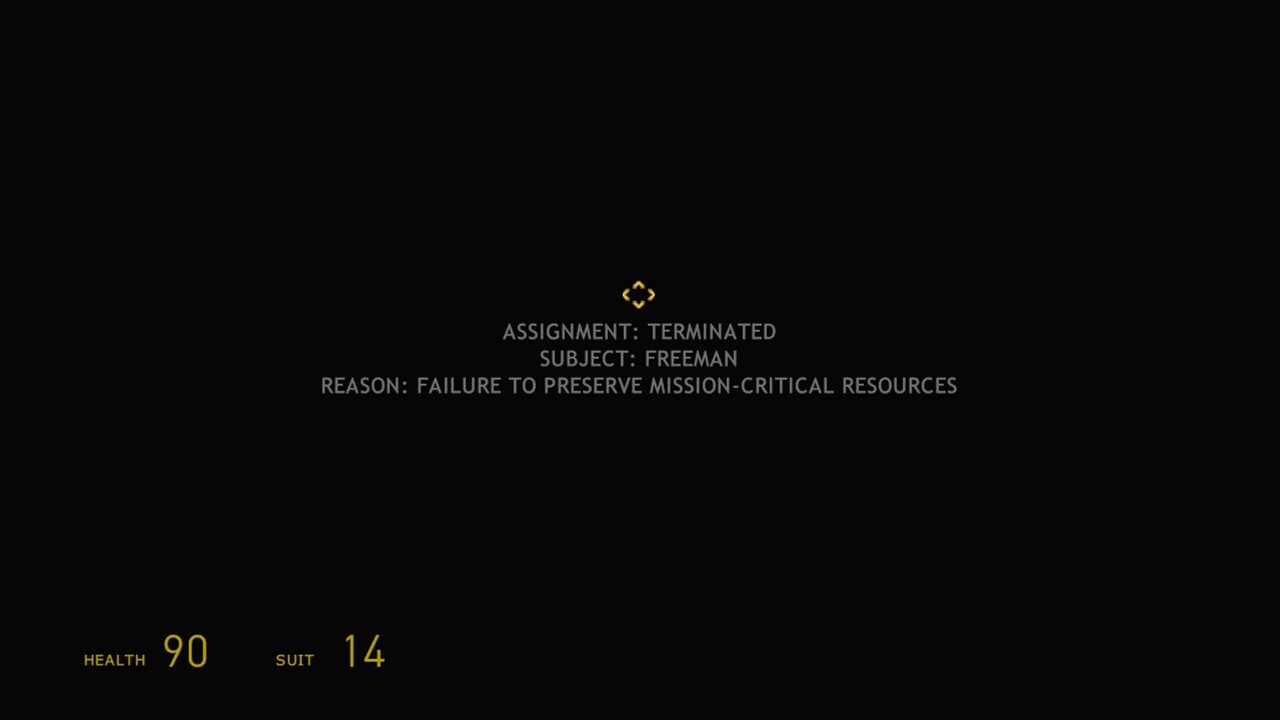 ASSIGNMENT: TERMINATED
SUBJECT: FREEMAN
REASON: FAILURE TO PRESERVE MISSION-CRITICAL RESOURCES
HEALTH 90 SUIT 14